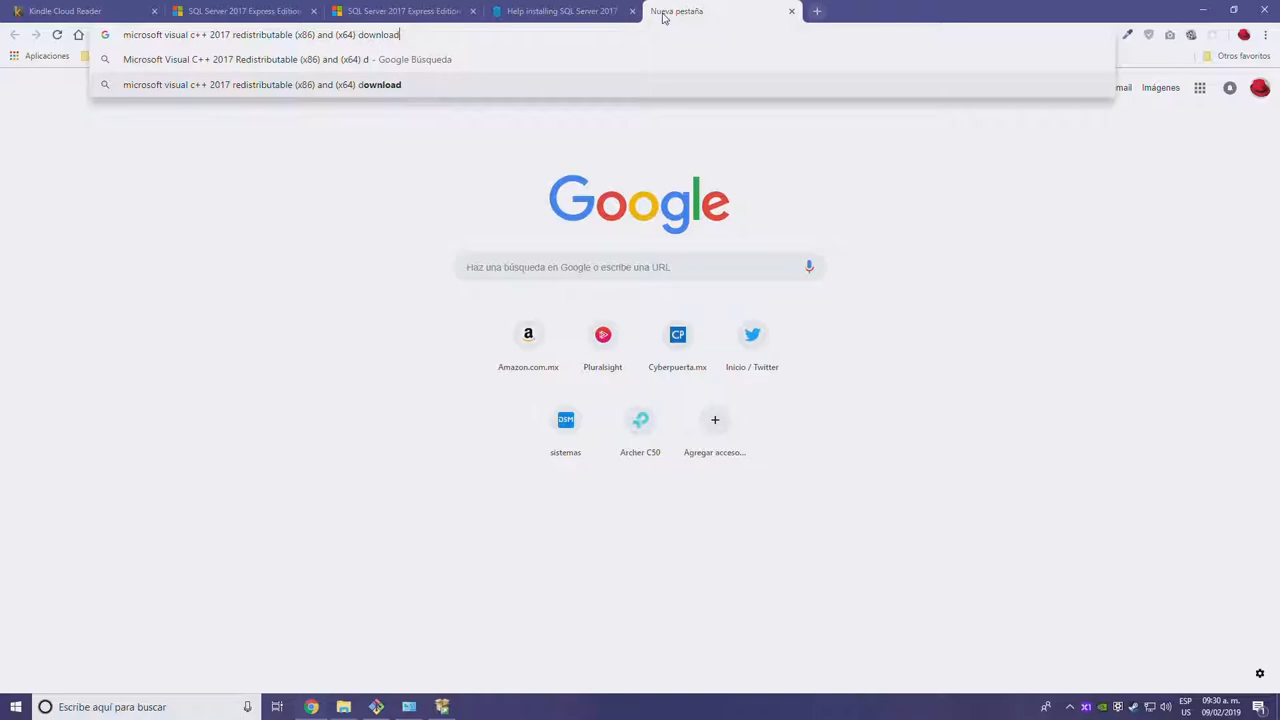 Kindle Cloud Reader
SQL Server 2017 Express Edition
SQL Server 2017 Express Edition
Help installing SQL Server 2017
Nueva pestaña
microsoft visual c++ 2017 redistributable (x86) and (x64) download
Aplicaciones
Microsoft Visual C++ 2017 Redistributable (x86) and (x64) d - Google Búsqueda
Otros favoritos
microsoft visual c++ 2017 redistributable (x86) and (x64) download
mail
Imágenes
Google
Haz una búsqueda en Google o escribe una URL
a
CP
Amazon.com.mx
Pluralsight
Cyberpuerta.mx
Inicio / Twitter
DSM
sistemas
Archer C50
Agregar acceso...
Escribe aquí para buscar
ESP
US
09:30 a. m.
09/02/2019
1